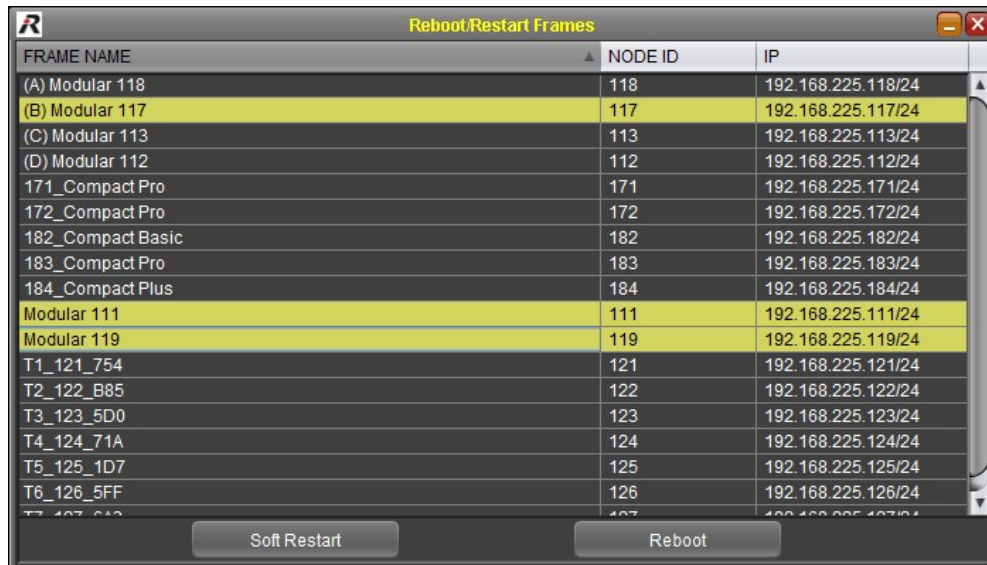 Reboot/Restart Frames
FRAME NAME NODE ID IP
(A) Modular 118 118 192.168.225.118/24
(B) Modular 117 117 192.168.225.117/24
(C) Modular 113 113 192.168.225.113/24
(D) Modular 112 112 192.168.225.112/24
171_Compact Pro 171 192.168.225.171/24
172_Compact Pro 172 192.168.225.172/24
182_Compact Basic 182 192.168.225.182/24
183_Compact Pro 183 192.168.225.183/24
184_Compact Plus 184 192.168.225.184/24
Modular 111 111 192.168.225.111/24
Modular 119 119 192.168.225.119/24
T1_121_754 121 192.168.225.121/24
T2_122_B85 122 192.168.225.122/24
T3_123_5D0 123 192.168.225.123/24
T4_124_71A 124 192.168.225.124/24
T5_125_1D7 125 192.168.225.125/24
T6_126_5FF 126 192.168.225.126/24
Soft Restart Reboot